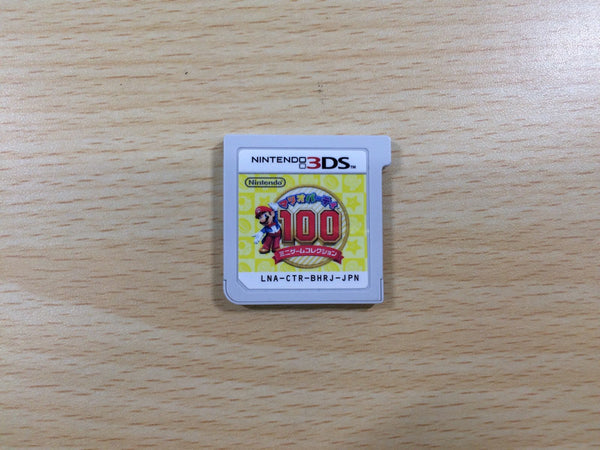 NINTENDO 3DS™
Nintendo
マリオパーティ
100
ミニゲームコレクション
LNA-CTR-BHRJ-JPN